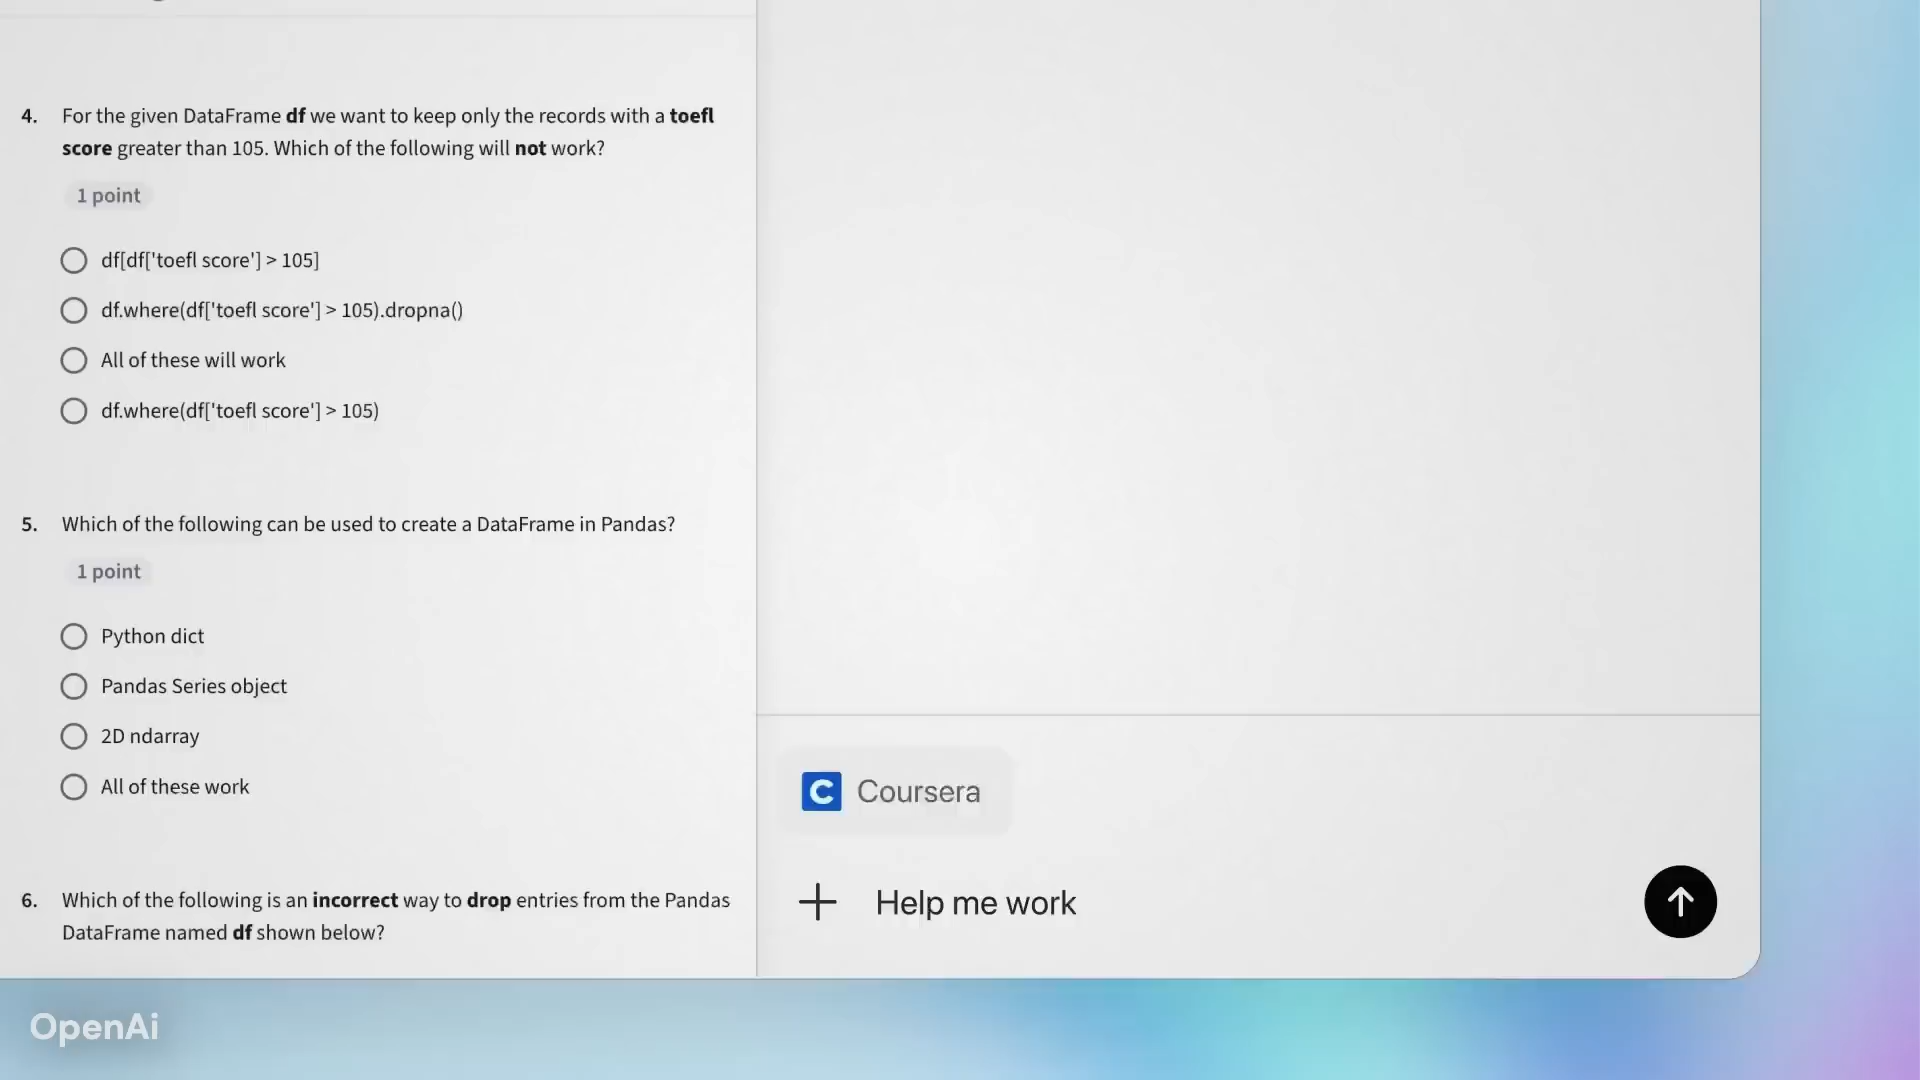 4. For the given DataFrame df we want to keep only the records with a toefl
score greater than 105. Which of the following will not work?
1 point
df[df['toefl score'] > 105]
df.where(df['toefl score'] > 105).dropna()
All of these will work
df.where(df['toefl score'] > 105)
5. Which of the following can be used to create a DataFrame in Pandas?
1 point
Python dict
Pandas Series object
2D ndarray
All of these work
6. Which of the following is an incorrect way to drop entries from the Pandas
DataFrame named df shown below?
C Coursera
Help me work
OpenAi